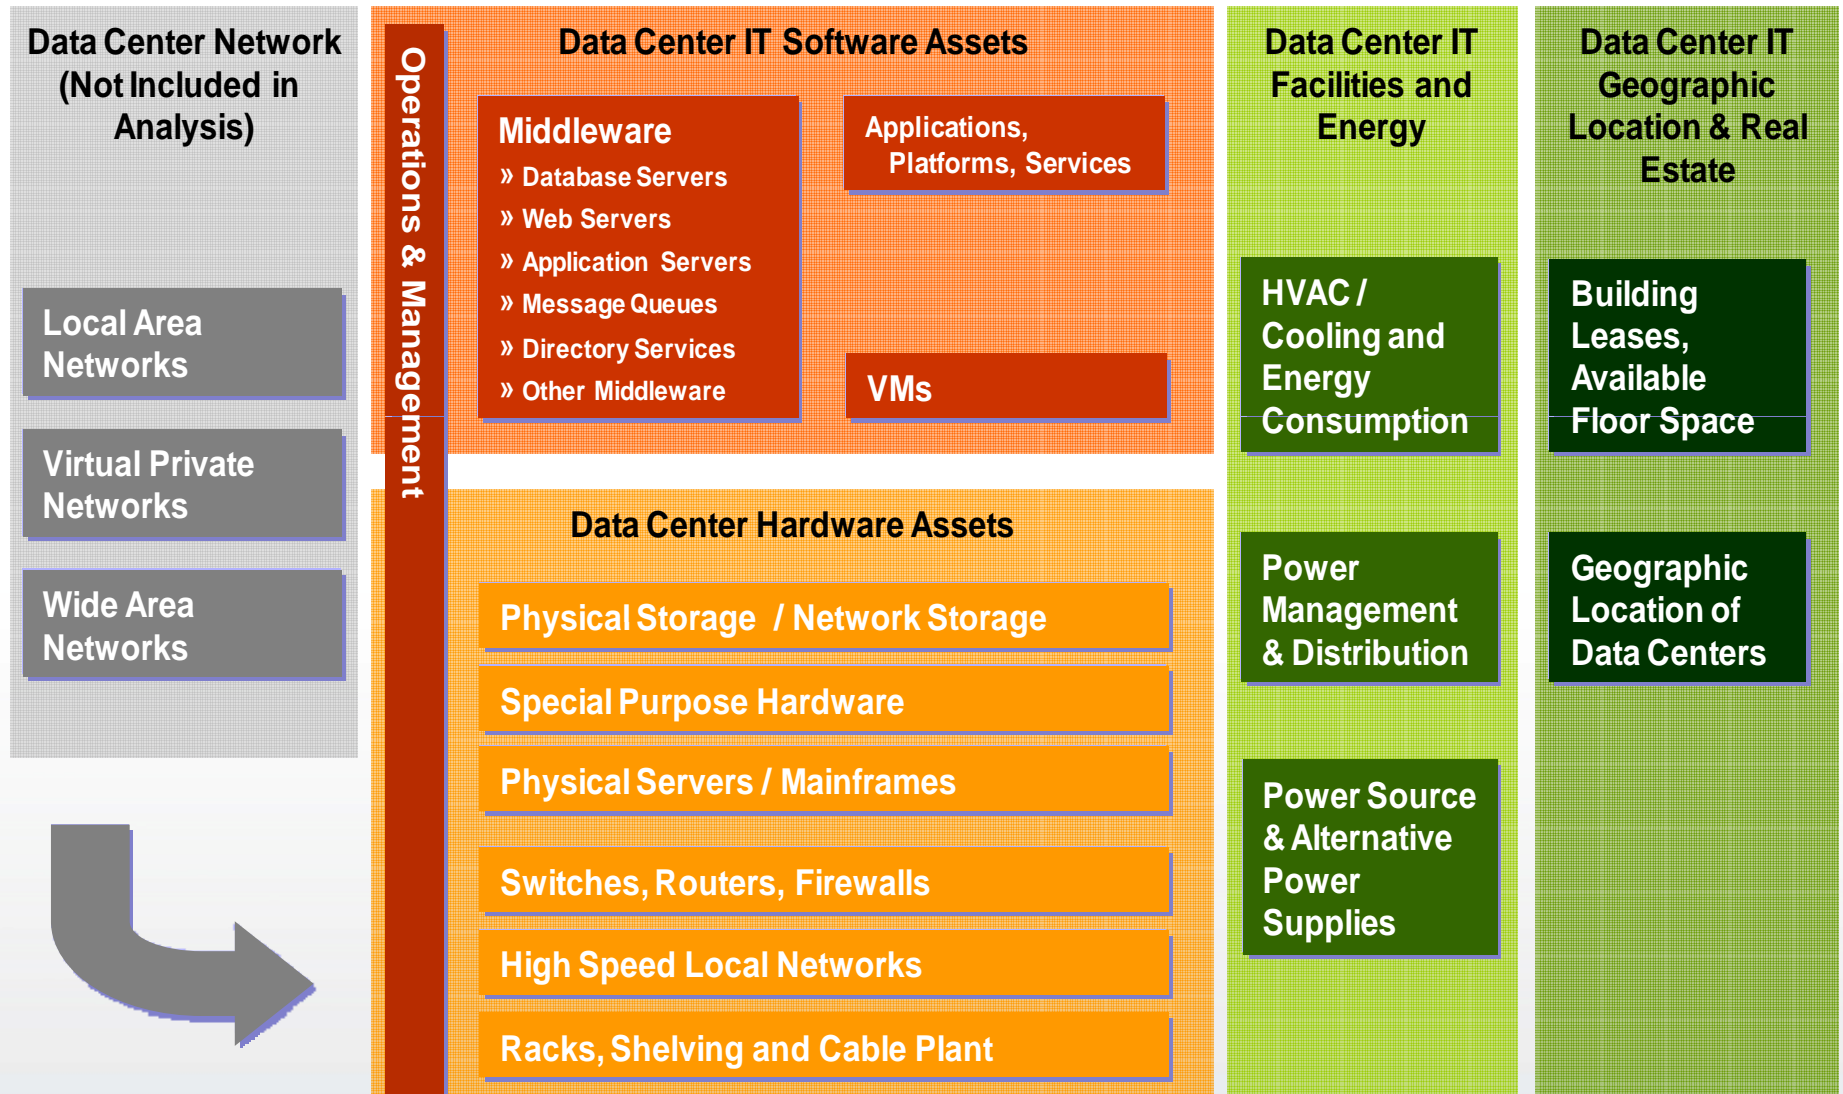 Data Center Network
(Not Included in
Analysis)
Local Area
Networks
Virtual Private
Networks
Wide Area
Networks
Operations & Management
Data Center IT Software Assets
Middleware
» Database Servers
» Web Servers
» Application Servers
» Message Queues
» Directory Services
» Other Middleware
Applications,
Platforms, Services
VMs
Data Center Hardware Assets
Physical Storage / Network Storage
Special Purpose Hardware
Physical Servers / Mainframes
Switches, Routers, Firewalls
High Speed Local Networks
Racks, Shelving and Cable Plant
Data Center IT
Facilities and
Energy
HVAC /
Cooling and
Energy
Consumption
Power
Management
& Distribution
Power Source
& Alternative
Power
Supplies
Data Center IT
Geographic
Location & Real
Estate
Building
Leases,
Available
Floor Space
Geographic
Location of
Data Centers